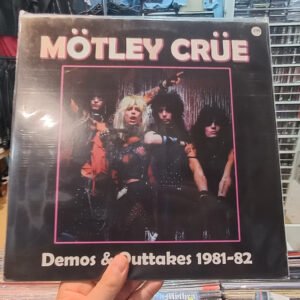 MÖTLEY CRÜE
Demos & Outtakes 1981-82